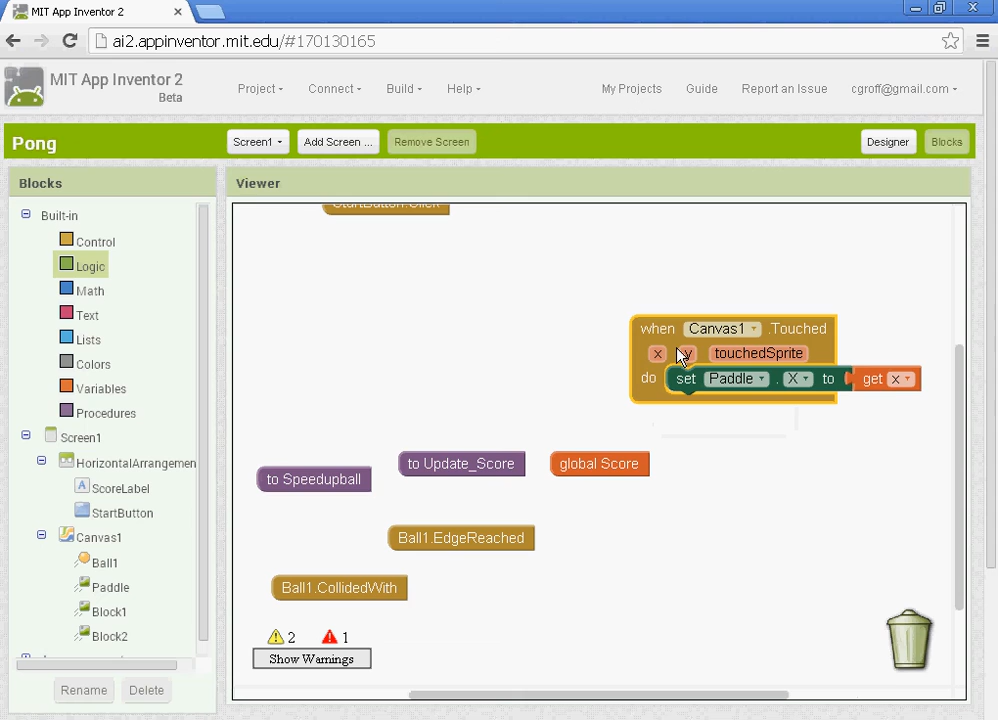 MIT App Inventor 2
ai2.appinventor.mit.edu/#170130165
MIT App Inventor 2
Beta
Project
Connect
Build
Help
My Projects
Guide
Report an Issue
cgroff@gmail.com
Pong
Screen1
Add Screen ...
Remove Screen
Designer
Blocks
Blocks
Viewer
Built-in
Control
Logic
Math
Text
Lists
Colors
Variables
Procedures
Screen1
HorizontalArrangemen
ScoreLabel
StartButton
Canvas1
Ball1
Paddle
Block1
Block2
Rename
Delete
StartButton.Click
when Canvas1 .Touched
x y touchedSprite
do set Paddle . X to get x
to Speedupball
to Update_Score
global Score
Ball1.EdgeReached
Ball1.CollidedWith
2 1
Show Warnings